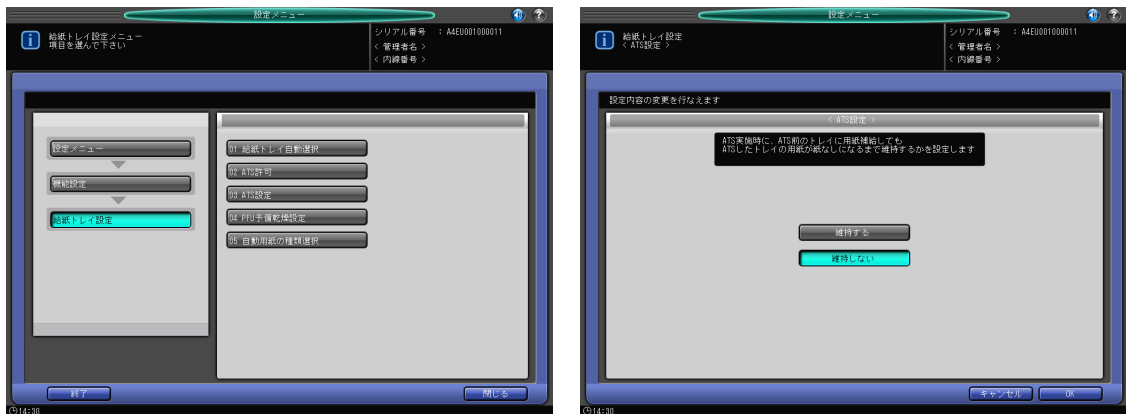 設定メニュー
給紙トレイ設定メニュー
項目を選んで下さい
シリアル番号 : A4EU001000011
< 管理者名 >
< 内線番号 >
設定メニュー
機能設定
給紙トレイ設定
01 給紙トレイ自動選択
02 ATS許可
03 ATS設定
04 PFU予備乾燥設定
05 自動用紙の種類選択
終了
閉じる
14:30
設定メニュー
給紙トレイ設定
< ATS設定 >
シリアル番号 : A4EU001000011
< 管理者名 >
< 内線番号 >
設定内容の変更を行なえます
< ATS設定 >
ATS実施時に、ATS前のトレイに用紙補給しても
ATSしたトレイの用紙が紙なしになるまで維持するかを設定します
維持する
維持しない
キャンセル
OK
14:30